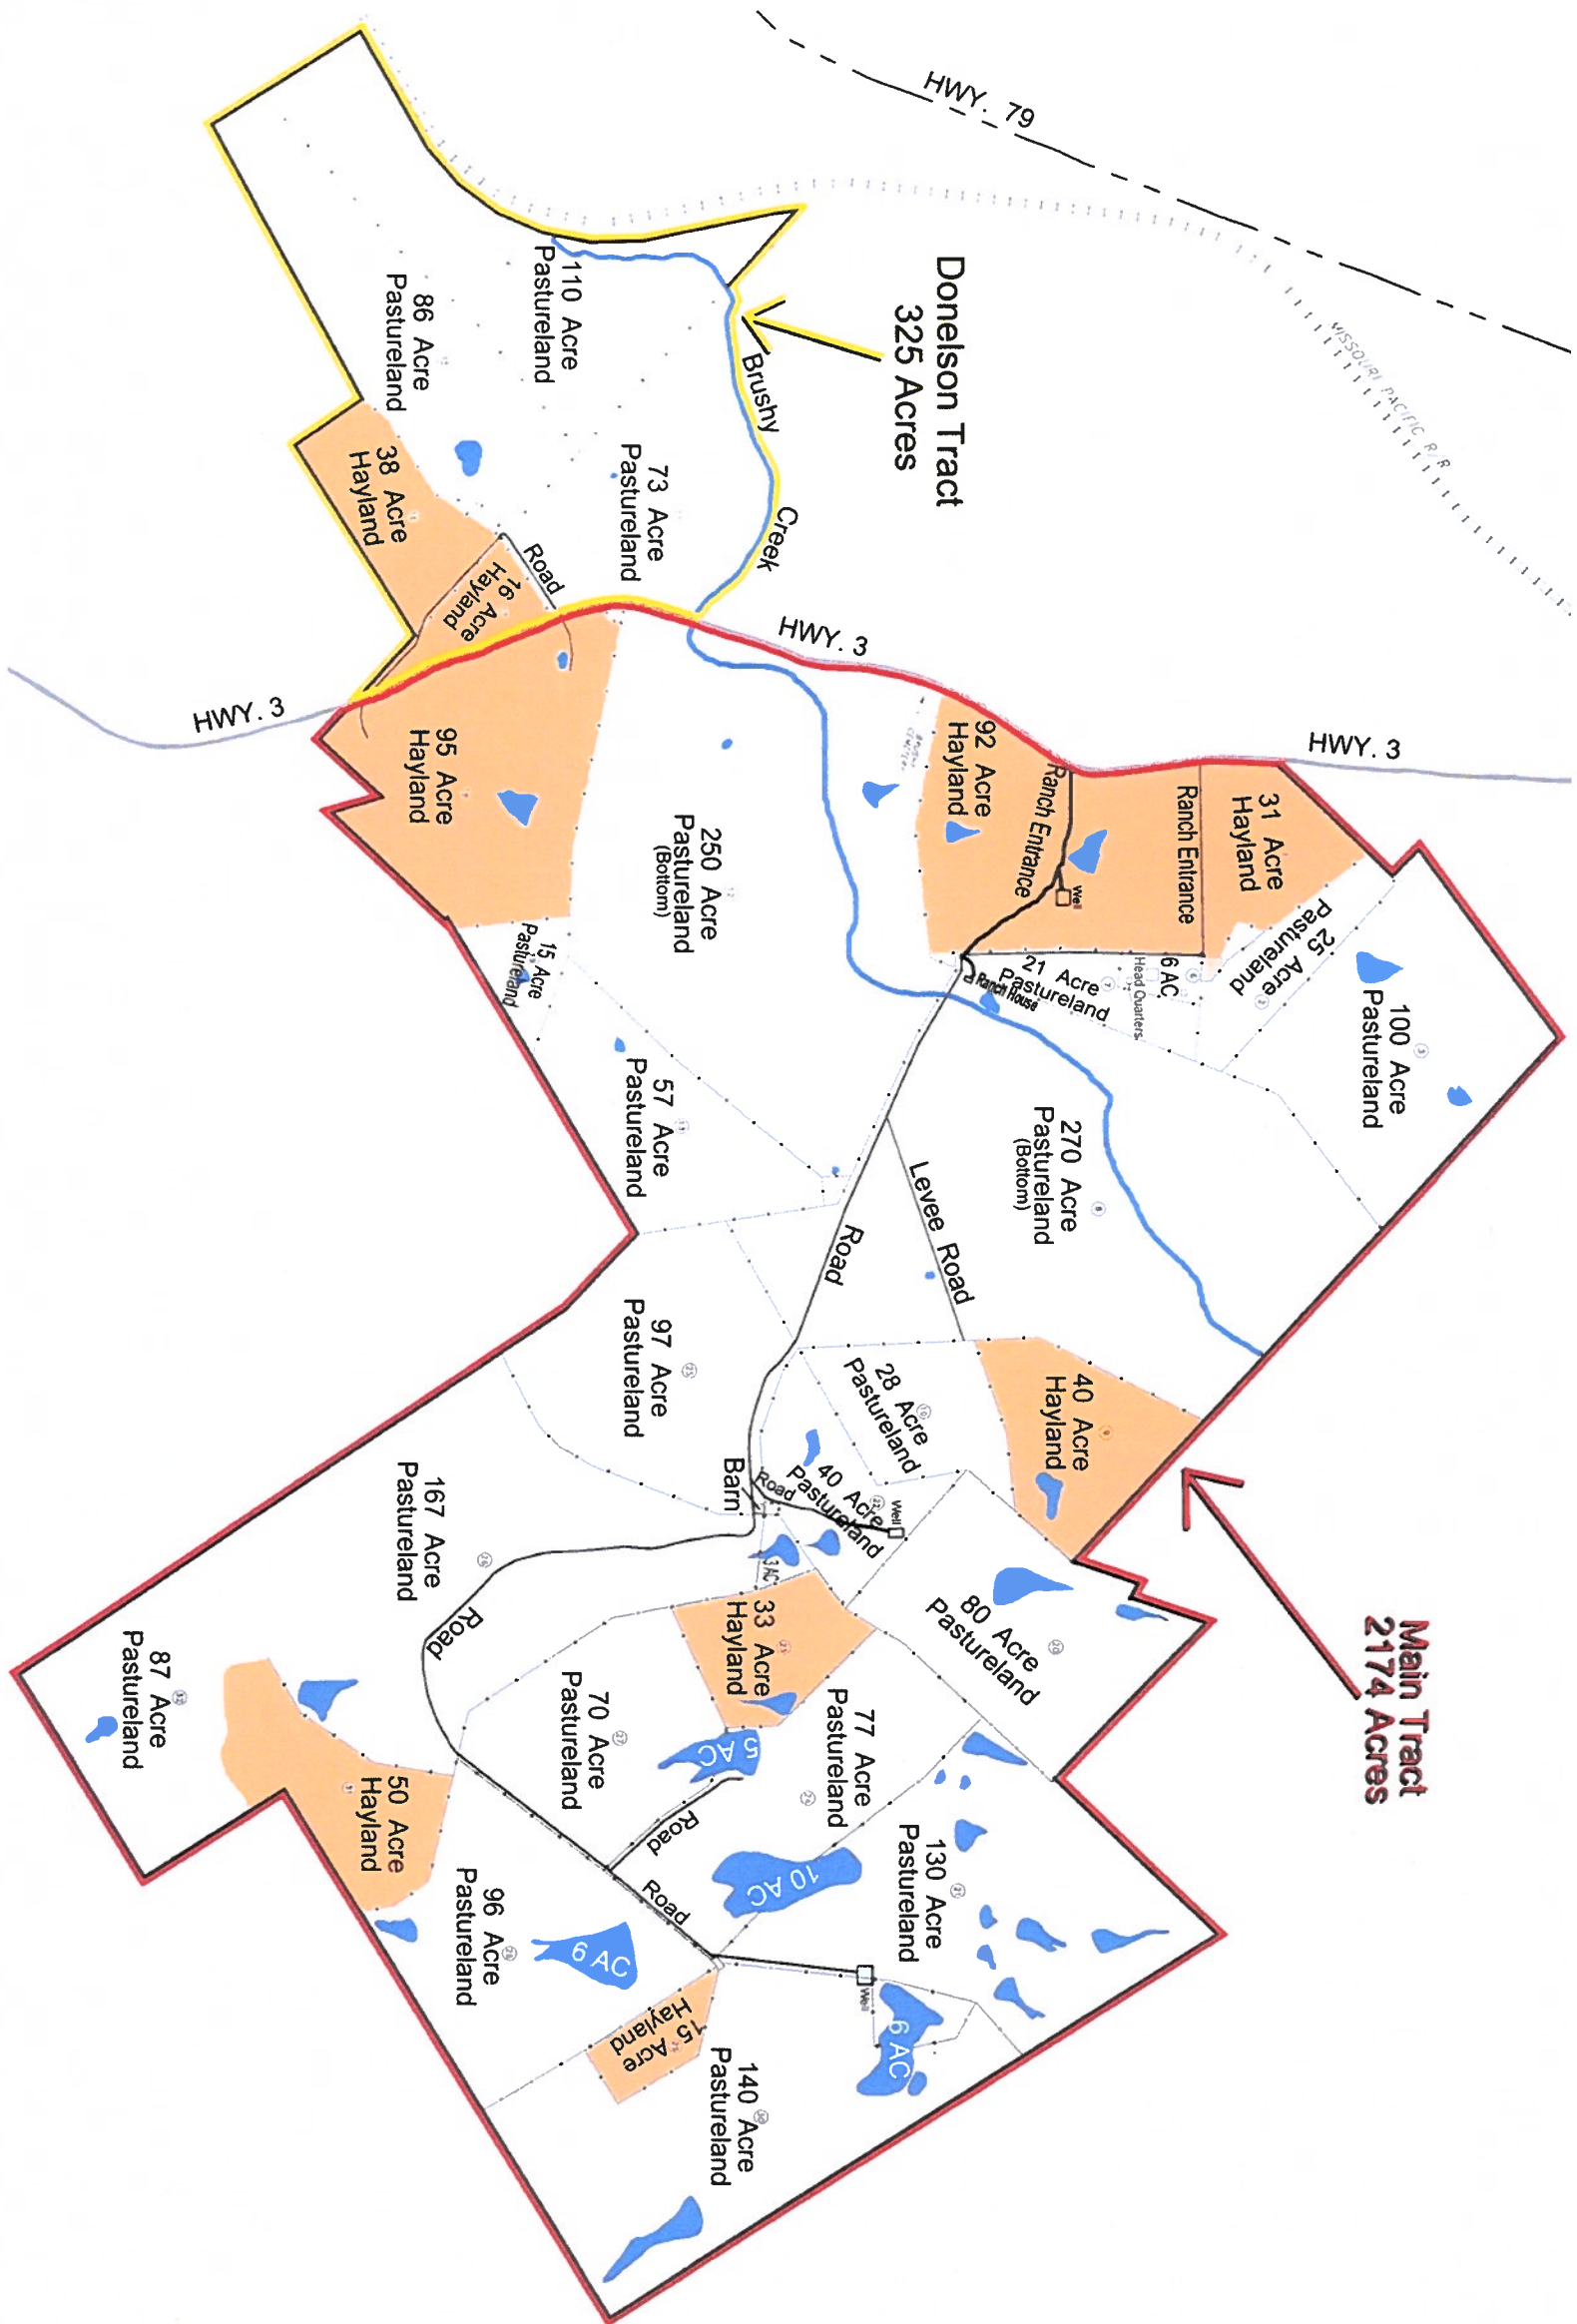 HWY. 79
MISSOURI PACIFIC R/R
Donelson Tract
325 Acres
Brushy
Creek
110 Acre
Pastureland
86 Acre
Pastureland
73 Acre
Pastureland
38 Acre
Hayland
16 Acre
Hayland
Road
HWY. 3
HWY. 3
HWY. 3
Main Tract
2174 Acres
31 Acre
Hayland
Ranch Entrance
92 Acre
Hayland
Ranch Entrance
Well
25 Acre
Pastureland
100 Acre
Pastureland
6 AC.
Head Quarters
21 Acre
Pastureland
Ranch House
95 Acre
Hayland
250 Acre
Pastureland
(Bottom)
15 Acre
Pastureland
57 Acre
Pastureland
270 Acre
Pastureland
(Bottom)
Levee Road
Road
40 Acre
Hayland
28 Acre
Pastureland
97 Acre
Pastureland
40 Acre
Pastureland
Well
Road
Barn
3 AC
80 Acre
Pastureland
33 Acre
Hayland
167 Acre
Pastureland
Road
70 Acre
Pastureland
5 AC
77 Acre
Pastureland
Road
87 Acre
Pastureland
50 Acre
Hayland
10 AC
130 Acre
Pastureland
Road
96 Acre
Pastureland
6 AC
Well
6 AC
15 Acre
Hayland
140 Acre
Pastureland